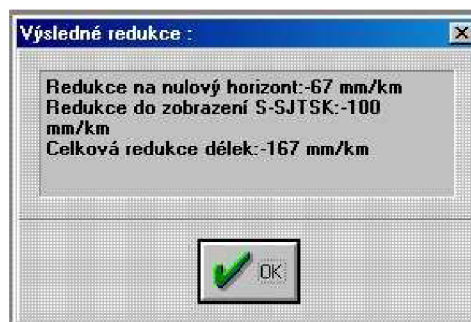 Výsledné redukce :
Redukce na nulový horizont:-67 mm/km
Redukce do zobrazení S-SJTSK:-100
mm/km
Celková redukce délek:-167 mm/km
OK